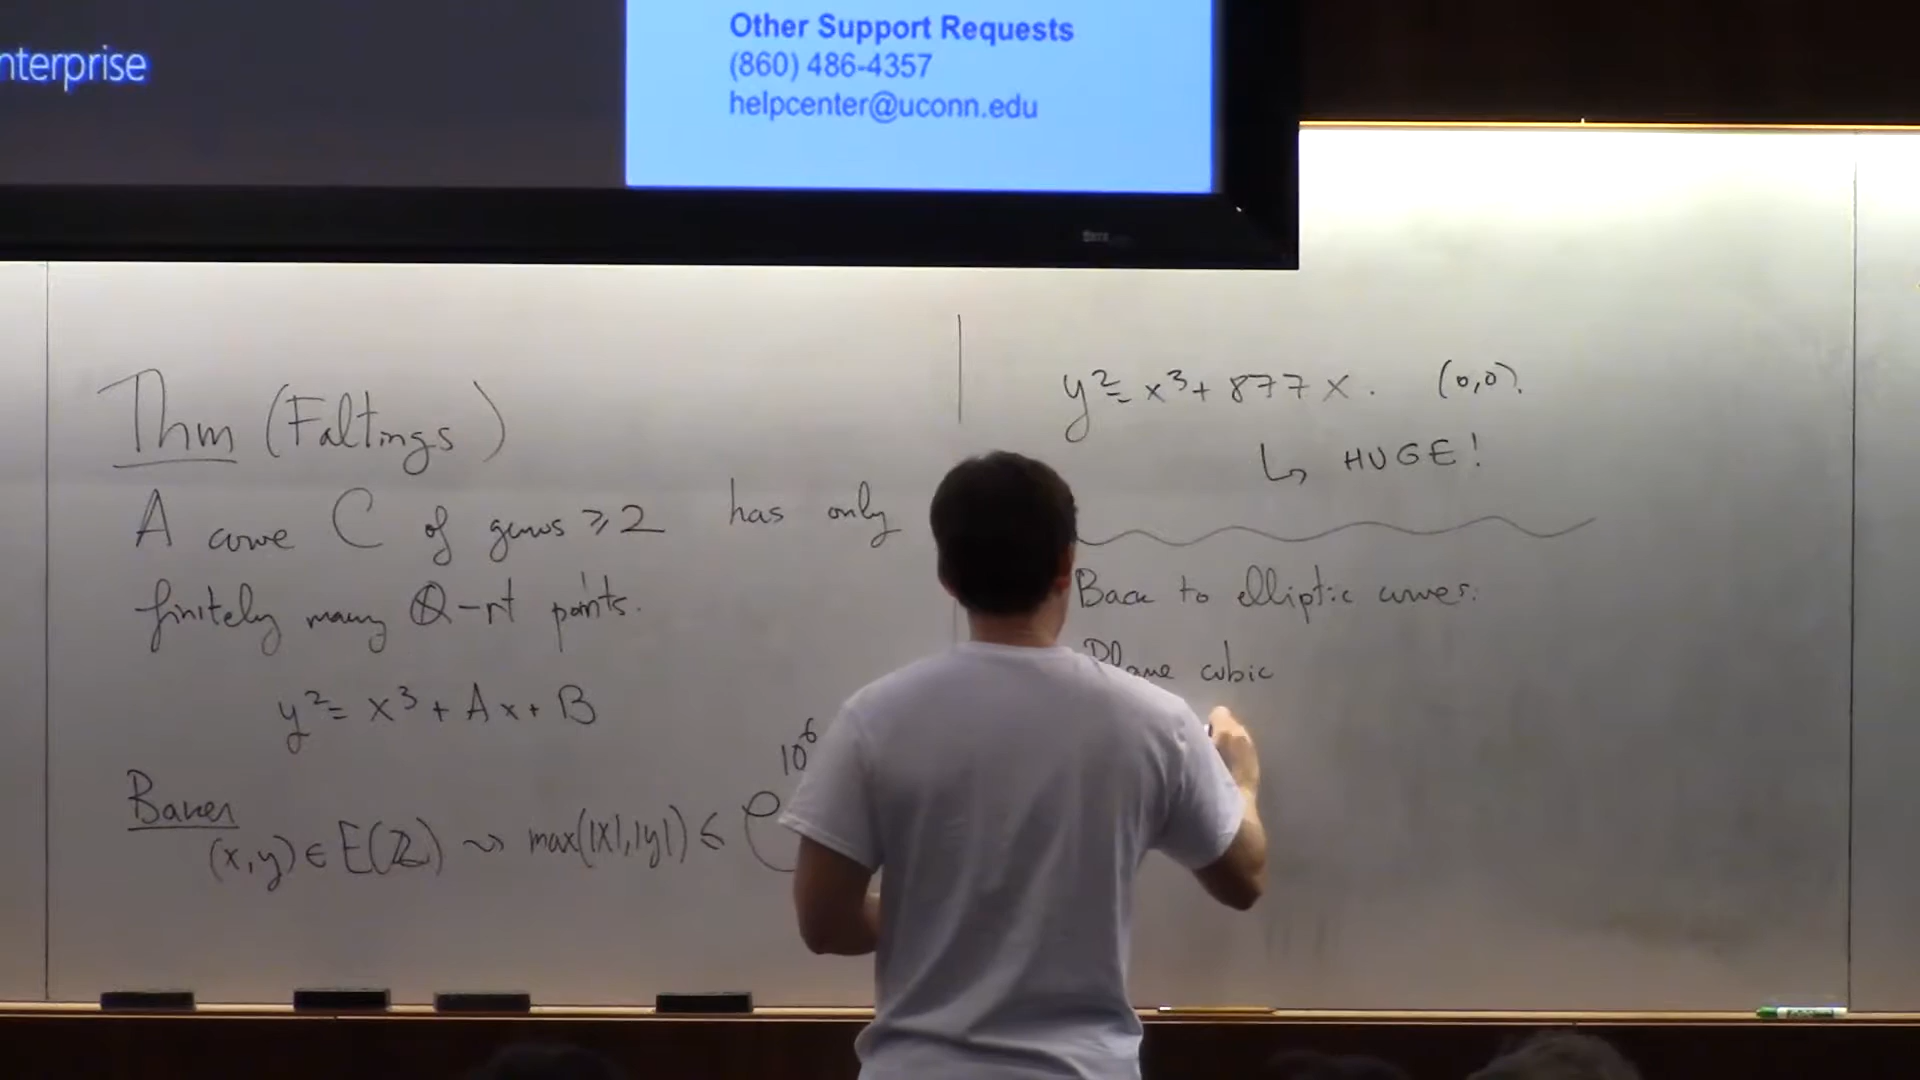 nterprise
Other Support Requests
(860) 486-4357
helpcenter@uconn.edu
Thm (Faltings)
A curve C of genus ≥ 2 has only
finitely many Q-rt points.
y² = x³ + Ax + B
Baker
(x,y) ∈ E(Z) ⇝ max(|x|,|y|) ≤ e
10⁶
y² = x³ + 877x. (0,0).
↳ HUGE!
Back to elliptic curves:
Plane cubic